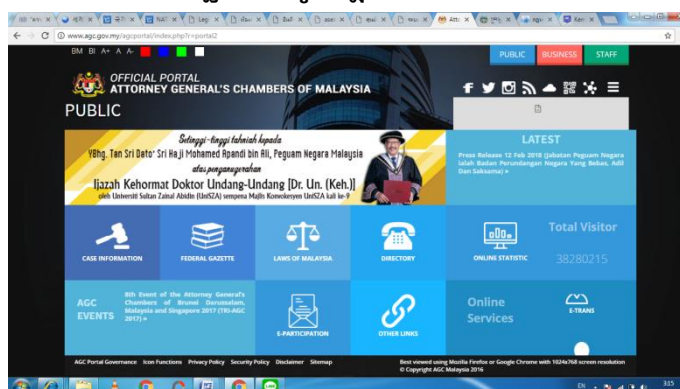 www.agc.gov.my/agcportal/index.php?r=portal2
BM BI A+ A A-
PUBLIC
BUSINESS
STAFF
OFFICIAL PORTAL
ATTORNEY GENERAL'S CHAMBERS OF MALAYSIA
PUBLIC
Setinggi-tinggi tahniah kepada
YBhg. Tan Sri Dato' Sri Haji Mohamed Apandi bin Ali, Peguam Negara Malaysia
atas penganugerahan
Ijazah Kehormat Doktor Undang-Undang [Dr. Un. (Keh.)]
oleh Universiti Sultan Zainal Abidin (UniSZA) sempena Majlis Konvokesyen UniSZA kali ke-9
LATEST
Press Release 12 Feb 2018 (Jabatan Peguam Negara
ialah Badan Perundangan Negara Yang Bebas, Adil
Dan Saksama) »
CASE INFORMATION
FEDERAL GAZETTE
LAWS OF MALAYSIA
DIRECTORY
ONLINE STATISTIC
Total Visitor
38280215
AGC
EVENTS
8th Event of the Attorney General's
Chambers of Brunei Darussalam,
Malaysia and Singapore 2017 (TRI-AGC
2017) »
E-PARTICIPATION
OTHER LINKS
Online
Services
E-TRANS
AGC Portal Governance Icon Functions Privacy Policy Security Policy Disclaimer Sitemap
Best viewed using Mozilla Firefox or Google Chrome with 1024x768 screen resolution
© Copyright AGC Malaysia 2016
EN
3:15